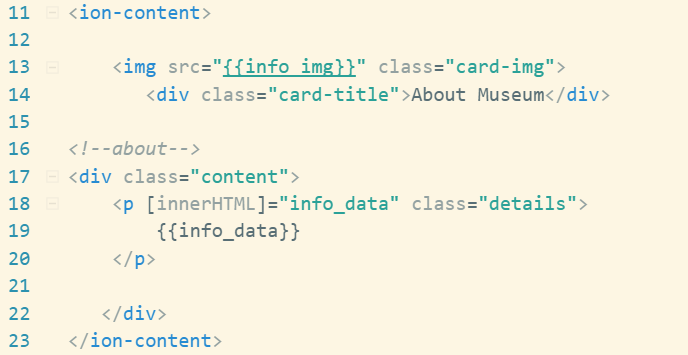 11 <ion-content>
12
13 <img src="{{info_img}}" class="card-img">
14 <div class="card-title">About Museum</div>
15
16 <!--about-->
17 <div class="content">
18 <p [innerHTML]="info_data" class="details">
19 {{info_data}}
20 </p>
21
22 </div>
23 </ion-content>